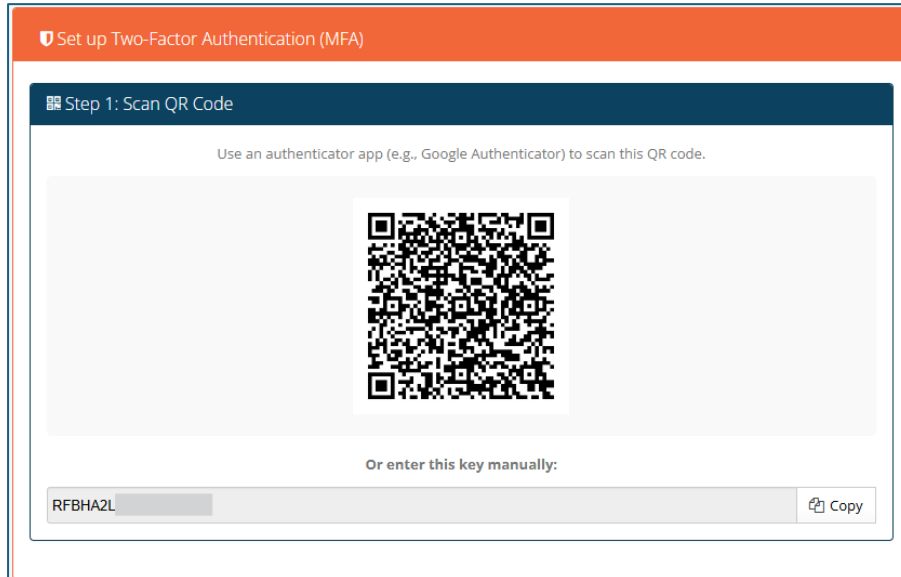 Set up Two-Factor Authentication (MFA)
Step 1: Scan QR Code
Use an authenticator app (e.g., Google Authenticator) to scan this QR code.
Or enter this key manually:
RFBHA2L
Copy